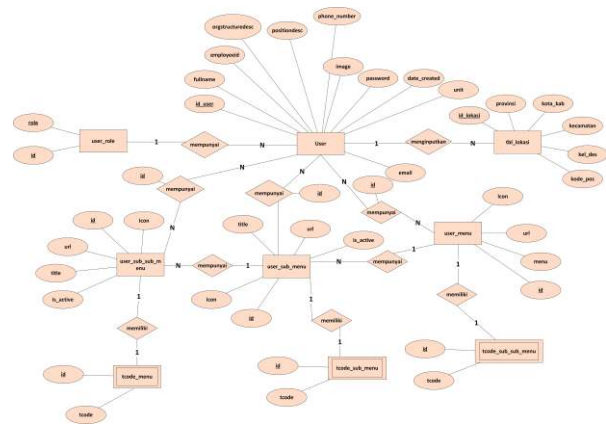 phone_number
orgstructuredesc
positiondesc
employeeid
image
fullname
password
date_created
unit
id_user
provinsi
kota_kab
id_lokasi
kecamatan
role
user_role
1
mempunyai
N
User
1
menginputkan
N
tbl_lokasi
id
kel_des
kode_pos
email
N
N
N
N
id
mempunyai
mempunyai
id
id
mempunyai
id
Icon
title
url
Icon
url
is_active
N
N
N
user_menu
url
title
user_sub_sub_m
enu
N
mempunyai
1
user_sub_menu
N
mempunyai
1
menu
is_active
Icon
id
id
1
1
1
memiliki
memiliki
memiliki
1
1
1
id
tcode_menu
id
tcode_sub_menu
id
tcode_sub_sub_menu
tcode
tcode
tcode